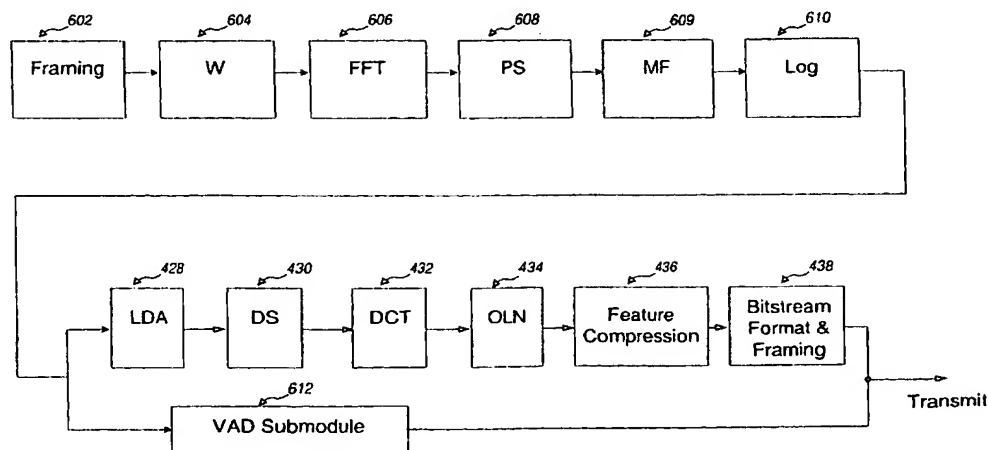 602 604 606 608 609 610
Framing W FFT PS MF Log
428 430 432 434 436 438
LDA DS DCT OLN Feature Compression Bitstream Format & Framing
612
VAD Submodule
Transmit